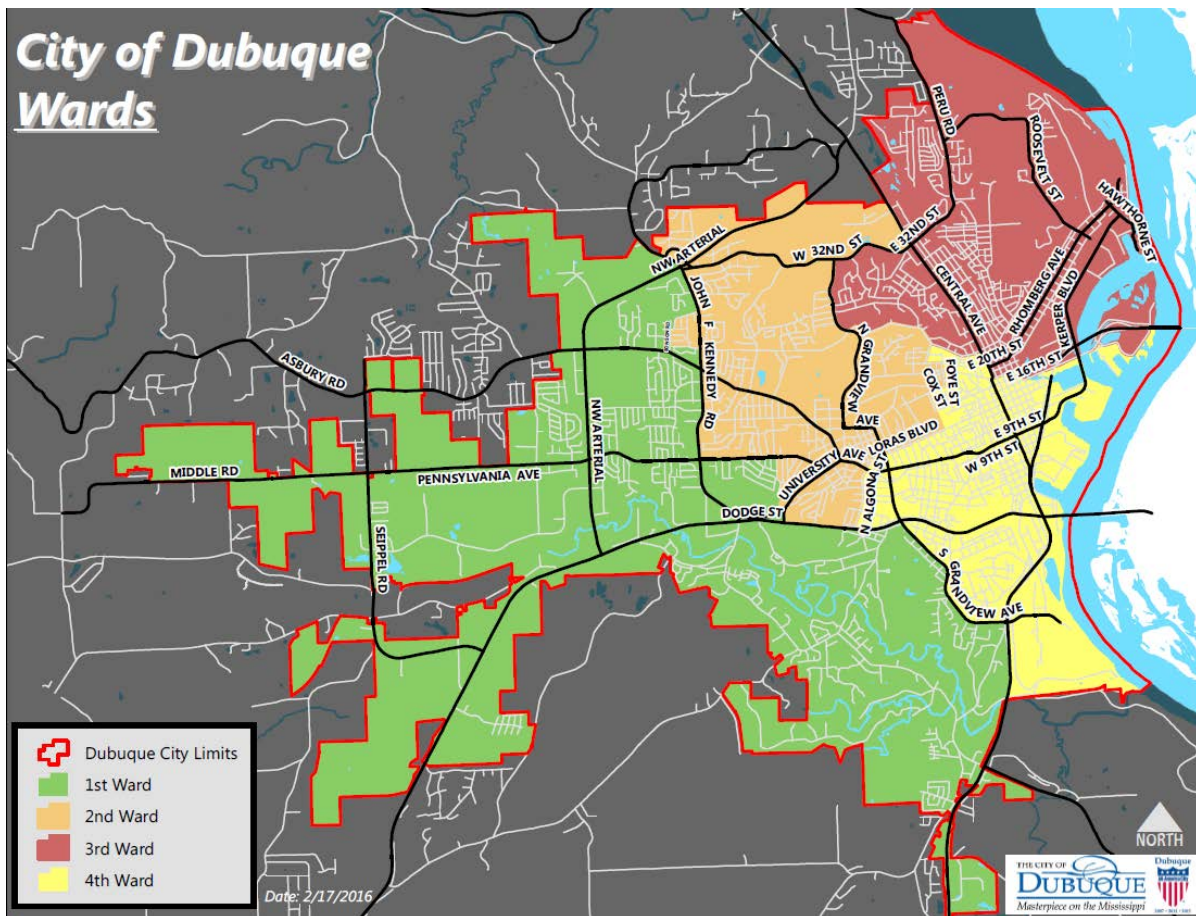 City of Dubuque
Wards
PERU RD
ROOSEVELT ST
HAWTHORNE ST
NW ARTERIAL
W 32ND ST
E 32ND ST
CENTRAL AVE
RHOMBERG AVE
KERPER BLVD
JOHN F KENNEDY RD
N GRANDVIEW AVE
FOYE ST
COX ST
E 20TH ST
E 16TH ST
ASBURY RD
NW ARTERIAL
LORAS BLVD
UNIVERSITY AVE
E 9TH ST
W 9TH ST
MIDDLE RD
PENNSYLVANIA AVE
DODGE ST
N ALGONA ST
SEIPPEL RD
S GRANDVIEW AVE
Dubuque City Limits
1st Ward
2nd Ward
3rd Ward
4th Ward
Date: 2/17/2016
NORTH
THE CITY OF
DUBUQUE
Masterpiece on the Mississippi
Dubuque